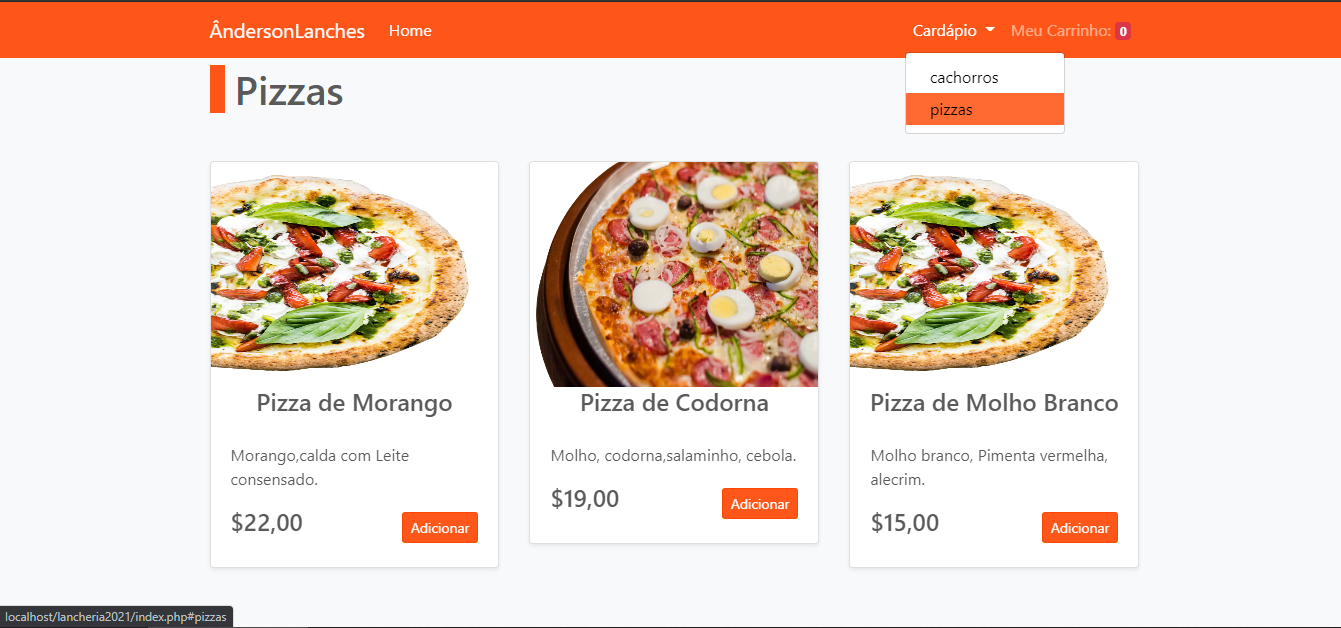 ÂndersonLanches Home Cardápio Meu Carrinho: 0
cachorros
pizzas
Pizzas
Pizza de Morango
Morango,calda com Leite
consensado.
$22,00 Adicionar
Pizza de Codorna
Molho, codorna,salaminho, cebola.
$19,00 Adicionar
Pizza de Molho Branco
Molho branco, Pimenta vermelha,
alecrim.
$15,00 Adicionar
localhost/lancheria2021/index.php#pizzas